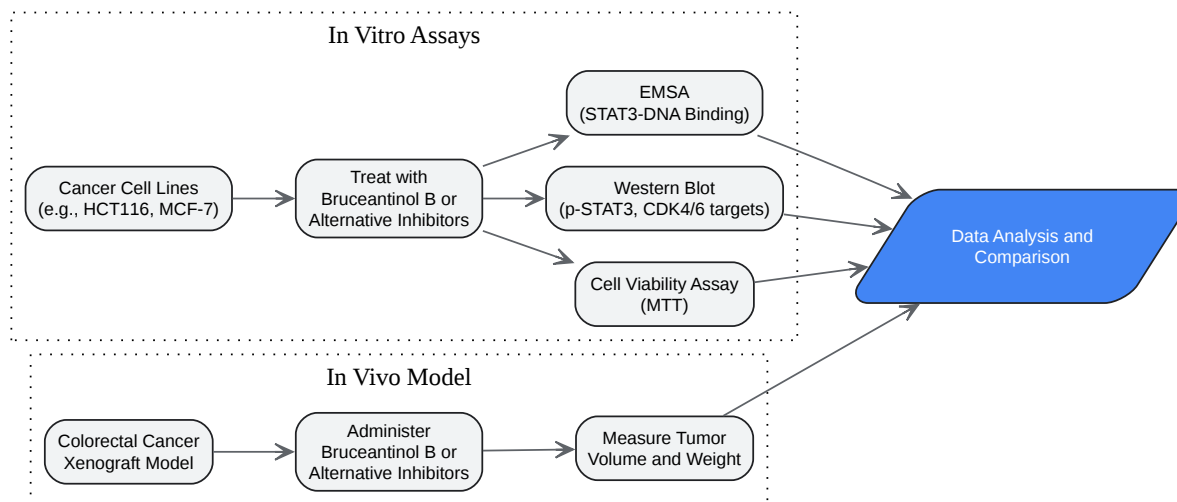 In Vitro Assays
Cancer Cell Lines
(e.g., HCT116, MCF-7)
Treat with
Bruceantinol B or
Alternative Inhibitors
EMSA
(STAT3-DNA Binding)
Western Blot
(p-STAT3, CDK4/6 targets)
Cell Viability Assay
(MTT)
Data Analysis and
Comparison
In Vivo Model
Colorectal Cancer
Xenograft Model
Administer
Bruceantinol B or
Alternative Inhibitors
Measure Tumor
Volume and Weight